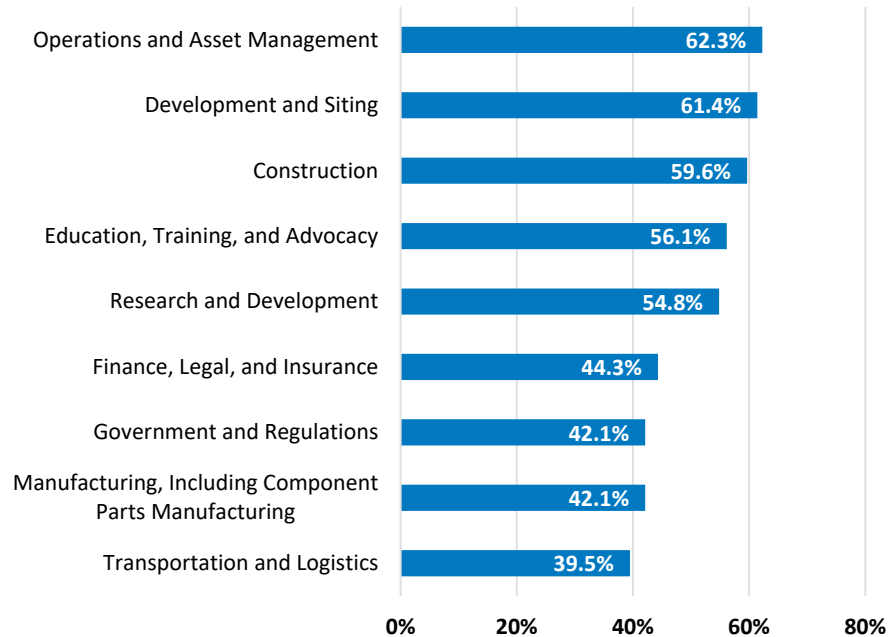 Operations and Asset Management 62.3%
Development and Siting 61.4%
Construction 59.6%
Education, Training, and Advocacy 56.1%
Research and Development 54.8%
Finance, Legal, and Insurance 44.3%
Government and Regulations 42.1%
Manufacturing, Including Component
Parts Manufacturing 42.1%
Transportation and Logistics 39.5%
0% 20% 40% 60% 80%